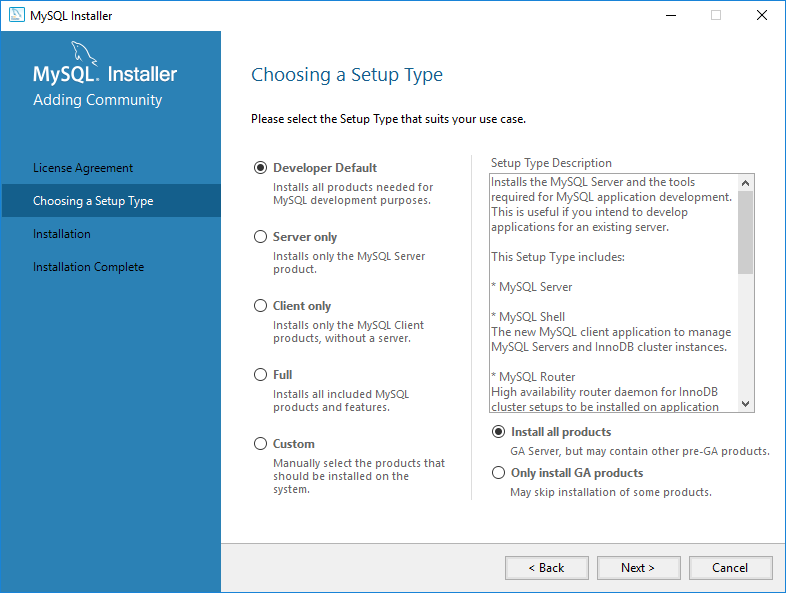 MySQL Installer
MySQL. Installer
Adding Community
License Agreement
Choosing a Setup Type
Installation
Installation Complete
Choosing a Setup Type
Please select the Setup Type that suits your use case.
Developer Default
Installs all products needed for
MySQL development purposes.
Server only
Installs only the MySQL Server
product.
Client only
Installs only the MySQL Client
products, without a server.
Full
Installs all included MySQL
products and features.
Custom
Manually select the products that
should be installed on the
system.
Setup Type Description
Installs the MySQL Server and the tools
required for MySQL application development.
This is useful if you intend to develop
applications for an existing server.
This Setup Type includes:
* MySQL Server
* MySQL Shell
The new MySQL client application to manage
MySQL Servers and InnoDB cluster instances.
* MySQL Router
High availability router daemon for InnoDB
cluster setups to be installed on application
Install all products
GA Server, but may contain other pre-GA products.
Only install GA products
May skip installation of some products.
< Back
Next >
Cancel